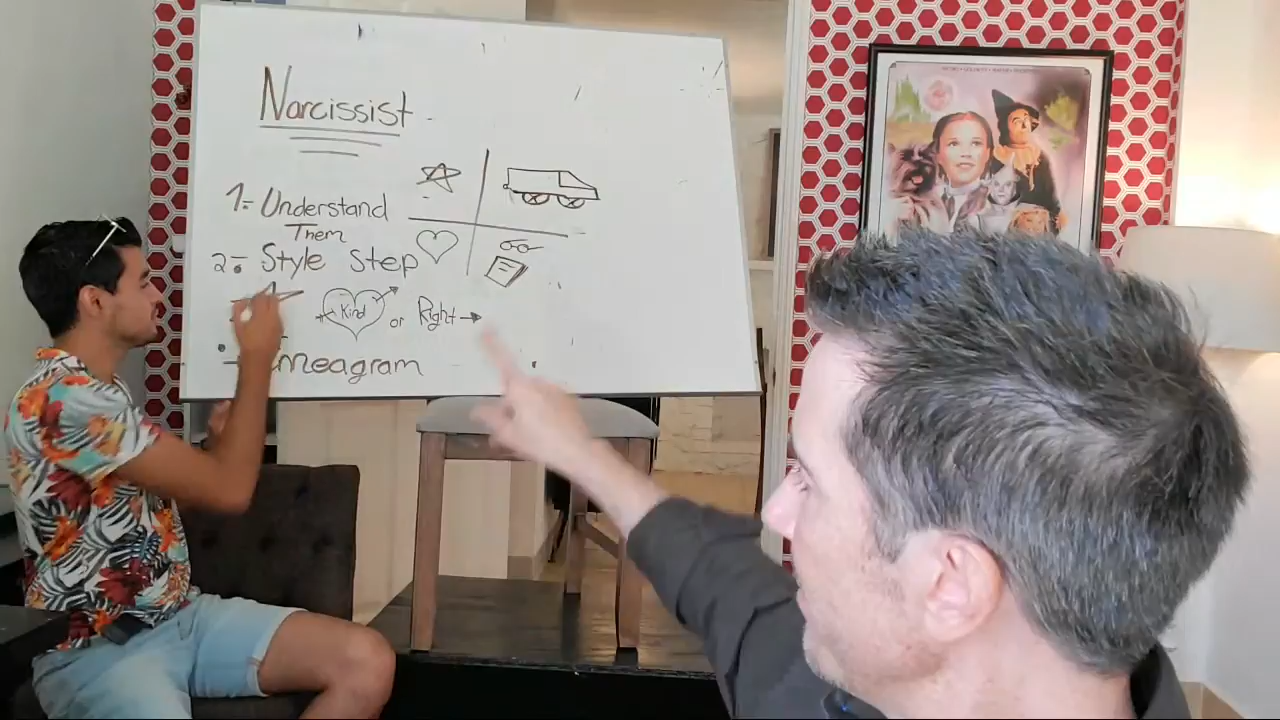 Narcissist
1. Understand
Them
2. Style Step
Kind or Right
meagram